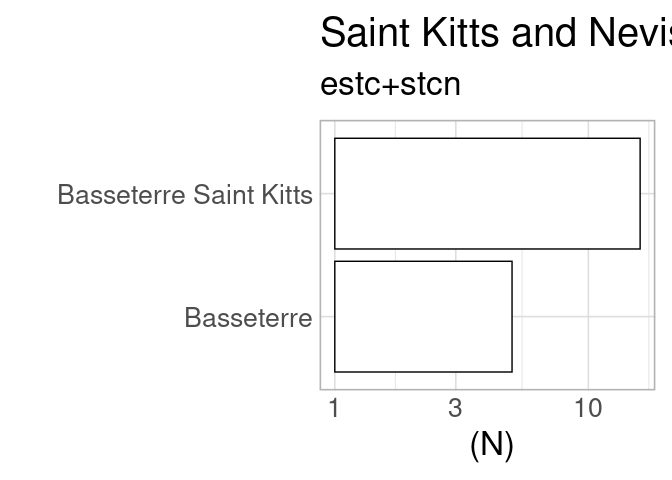 Saint Kitts and Nevis
estc+stcn
Basseterre Saint Kitts
Basseterre
1 3 10
(N)